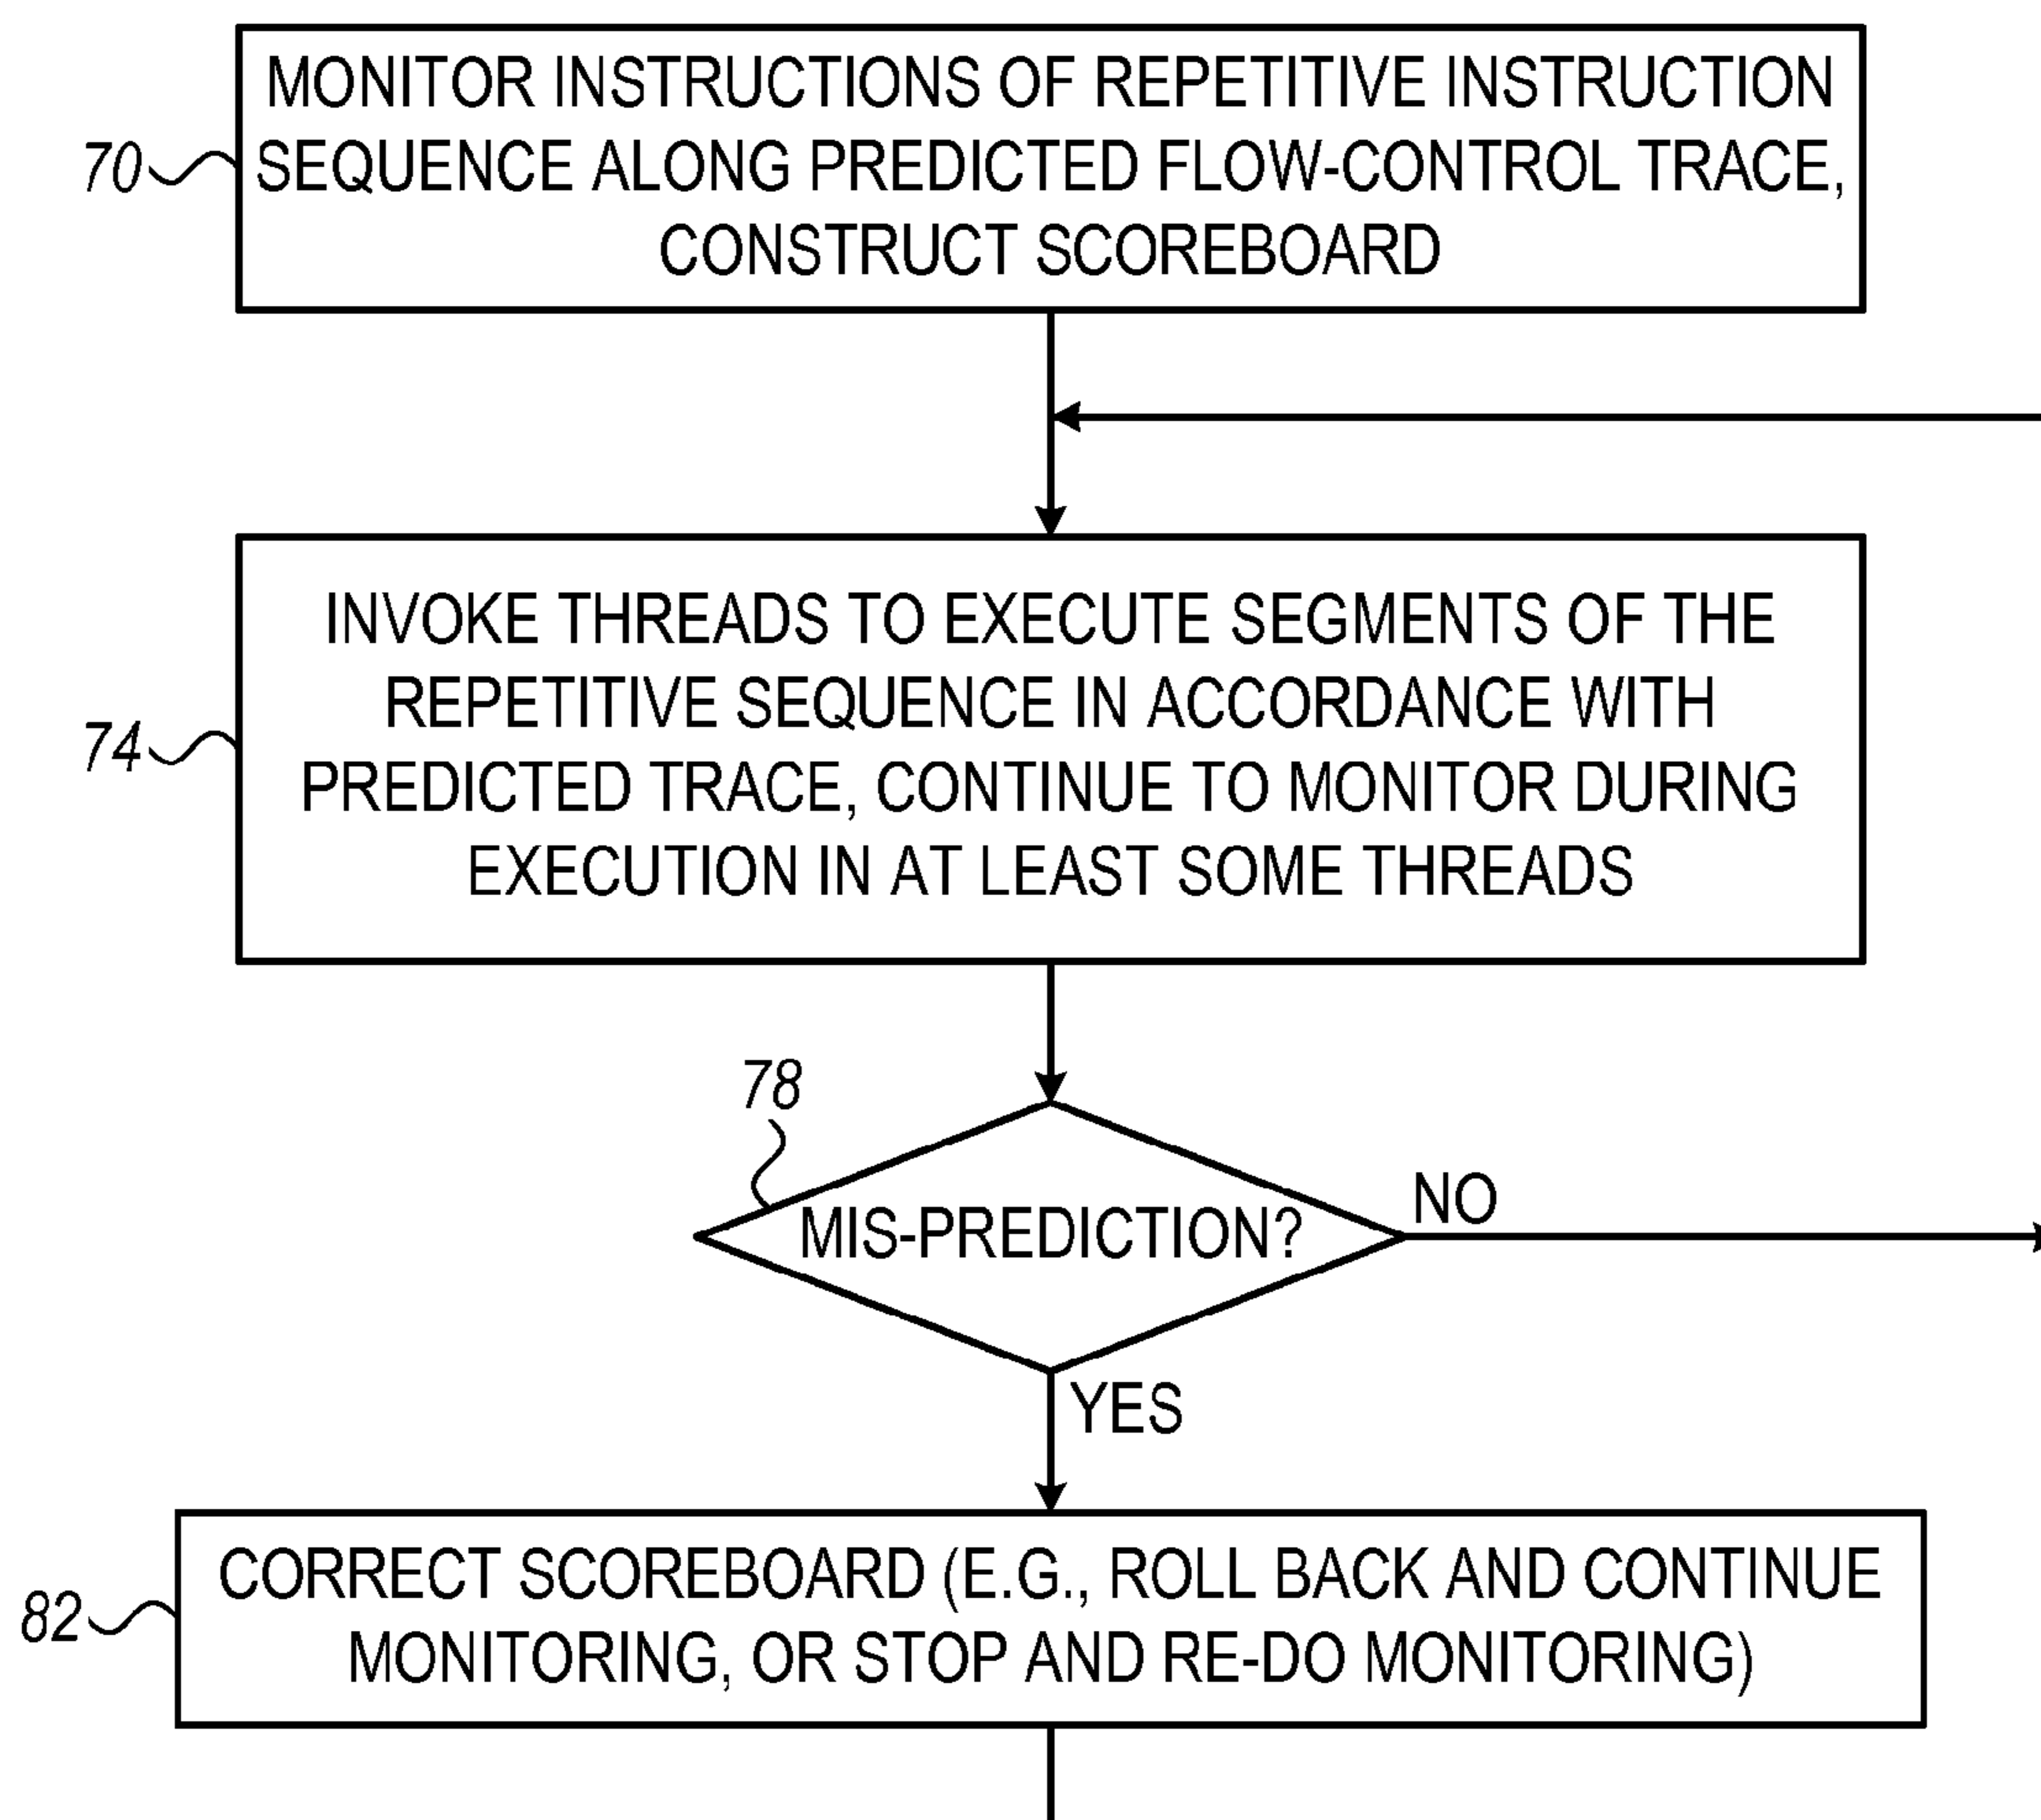 MONITOR INSTRUCTIONS OF REPETITIVE INSTRUCTION
70 SEQUENCE ALONG PREDICTED FLOW-CONTROL TRACE,
CONSTRUCT SCOREBOARD
INVOKE THREADS TO EXECUTE SEGMENTS OF THE
REPETITIVE SEQUENCE IN ACCORDANCE WITH
74
PREDICTED TRACE, CONTINUE TO MONITOR DURING
EXECUTION IN AT LEAST SOME THREADS
78
NO
MIS-PREDICTION?
YES
CORRECT SCOREBOARD (E.G., ROLL BACK AND CONTINUE
82
MONITORING, OR STOP AND RE-DO MONITORING)